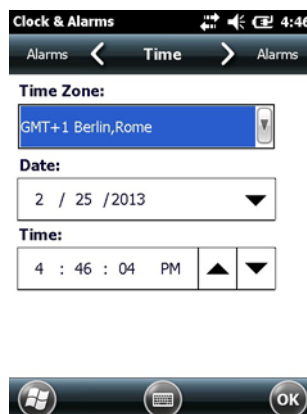 Clock & Alarms 4:46
Alarms Time Alarms
Time Zone:
GMT+1 Berlin,Rome
Date:
2 / 25 /2013
Time:
4 : 46 : 04 PM
OK